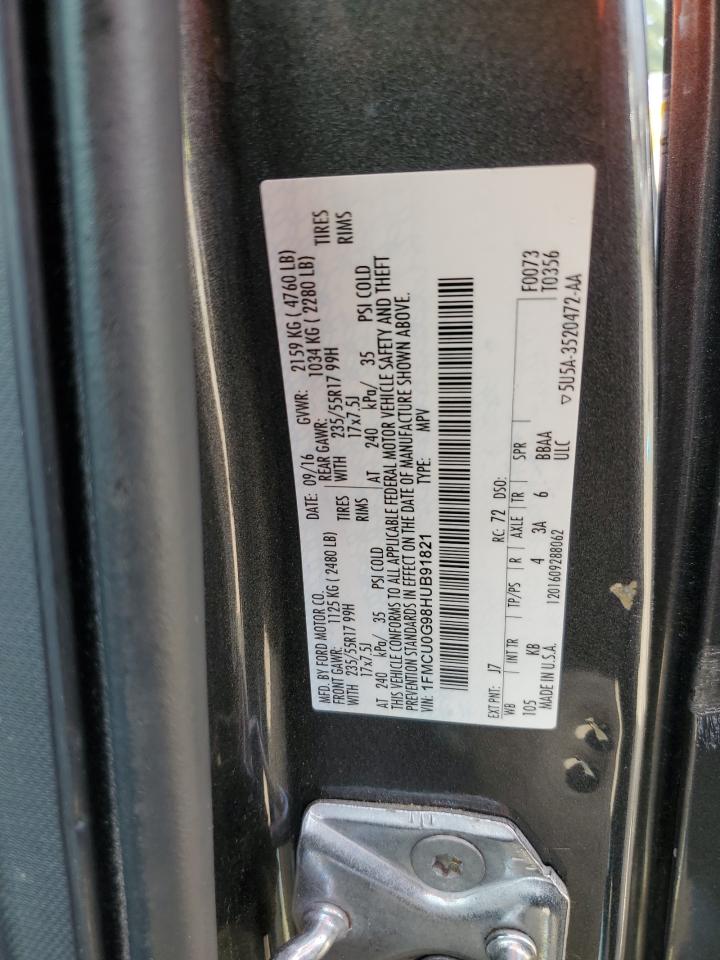 MFD. BY FORD MOTOR CO. DATE: 09/16 GVWR: 2159 KG ( 4760 LB)
FRONT GAWR: 1125 KG ( 2480 LB) REAR GAWR: 1034 KG ( 2280 LB)
WITH 235/55R17 99H TIRES WITH 235/55R17 99H TIRES
17x7.5J RIMS 17x7.5J RIMS
AT 240 kPa/ 35 PSI COLD AT 240 kPa/ 35 PSI COLD
THIS VEHICLE CONFORMS TO ALL APPLICABLE FEDERAL MOTOR VEHICLE SAFETY AND THEFT
PREVENTION STANDARDS IN EFFECT ON THE DATE OF MANUFACTURE SHOWN ABOVE.
VIN: 1FMCU0G98HUB91821 TYPE: MPV
EXT PNT: J7 RC: 72 DSO: F0073
WB INT TR TP/PS R AXLE TR SPR T0356
105 KB 4 3A 6 BBAA
ULC
MADE IN U.S.A. 1201609288062 ▽5U5A-3520472-AA